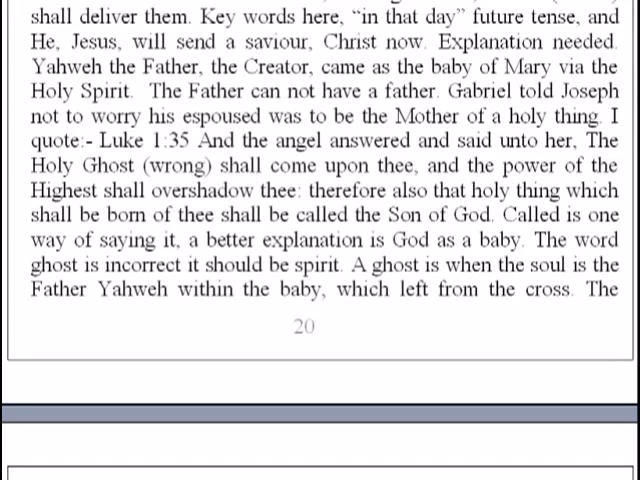 shall deliver them. Key words here, “in that day” future tense, and
He, Jesus, will send a saviour, Christ now. Explanation needed.
Yahweh the Father, the Creator, came as the baby of Mary via the
Holy Spirit. The Father can not have a father. Gabriel told Joseph
not to worry his espoused was to be the Mother of a holy thing. I
quote:- Luke 1:35 And the angel answered and said unto her, The
Holy Ghost (wrong) shall come upon thee, and the power of the
Highest shall overshadow thee: therefore also that holy thing which
shall be born of thee shall be called the Son of God. Called is one
way of saying it, a better explanation is God as a baby. The word
ghost is incorrect it should be spirit. A ghost is when the soul is the
Father Yahweh within the baby, which left from the cross. The
20